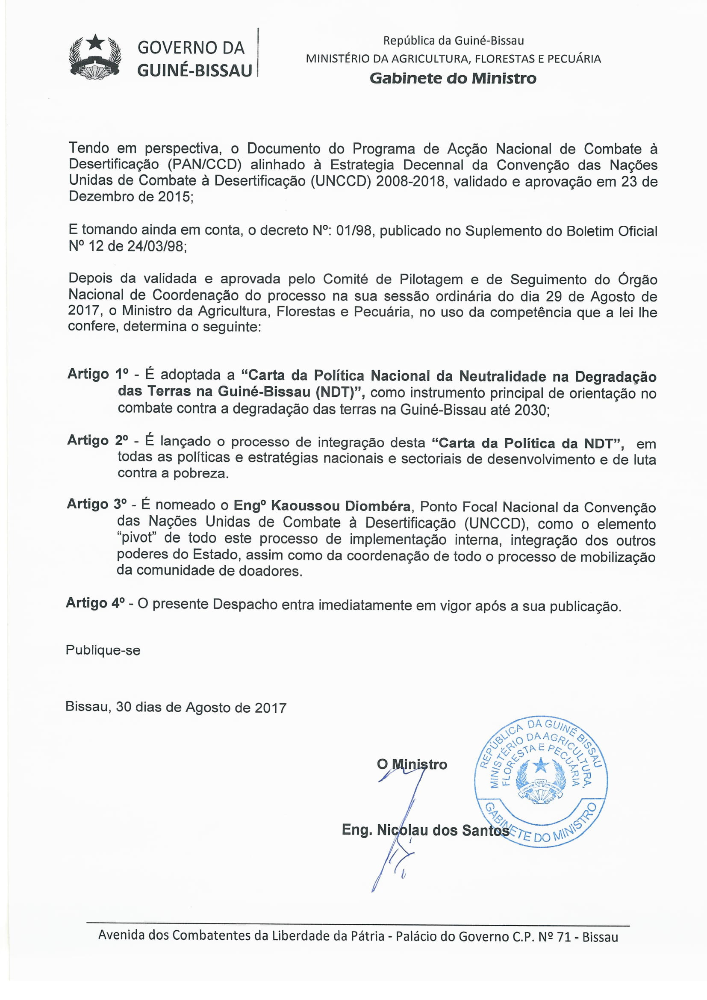 GOVERNO DA
GUINÉ-BISSAU
República da Guiné-Bissau
MINISTÉRIO DA AGRICULTURA, FLORESTAS E PECUÁRIA
Gabinete do Ministro
Tendo em perspectiva, o Documento do Programa de Acção Nacional de Combate à
Desertificação (PAN/CCD) alinhado à Estrategia Decennal da Convenção das Nações
Unidas de Combate à Desertificação (UNCCD) 2008-2018, validado e aprovação em 23 de
Dezembro de 2015;
E tomando ainda em conta, o decreto Nº: 01/98, publicado no Suplemento do Boletim Oficial
Nº 12 de 24/03/98;
Depois da validada e aprovada pelo Comité de Pilotagem e de Seguimento do Órgão
Nacional de Coordenação do processo na sua sessão ordinária do dia 29 de Agosto de
2017, o Ministro da Agricultura, Florestas e Pecuária, no uso da competência que a lei lhe
confere, determina o seguinte:
Artigo 1º - É adoptada a “Carta da Política Nacional da Neutralidade na Degradação
das Terras na Guiné-Bissau (NDT)”, como instrumento principal de orientação no
combate contra a degradação das terras na Guiné-Bissau até 2030;
Artigo 2º - É lançado o processo de integração desta “Carta da Política da NDT”, em
todas as políticas e estratégias nacionais e sectoriais de desenvolvimento e de luta
contra a pobreza.
Artigo 3º - É nomeado o Engº Kaoussou Diombéra, Ponto Focal Nacional da Convenção
das Nações Unidas de Combate à Desertificação (UNCCD), como o elemento
“pivot” de todo este processo de implementação interna, integração dos outros
poderes do Estado, assim como da coordenação de todo o processo de mobilização
da comunidade de doadores.
Artigo 4º - O presente Despacho entra imediatamente em vigor após a sua publicação.
Publique-se
Bissau, 30 dias de Agosto de 2017
O Ministro
Eng. Nicolau dos Santos
REPÚBLICA DA GUINÉ BISSAU
MINISTÉRIO DA AGRICULTURA,
FLORESTA E PECUÁRIA
LUTA
GABINETE DO MINISTRO
Avenida dos Combatentes da Liberdade da Pátria - Palácio do Governo C.P. Nº 71 - Bissau